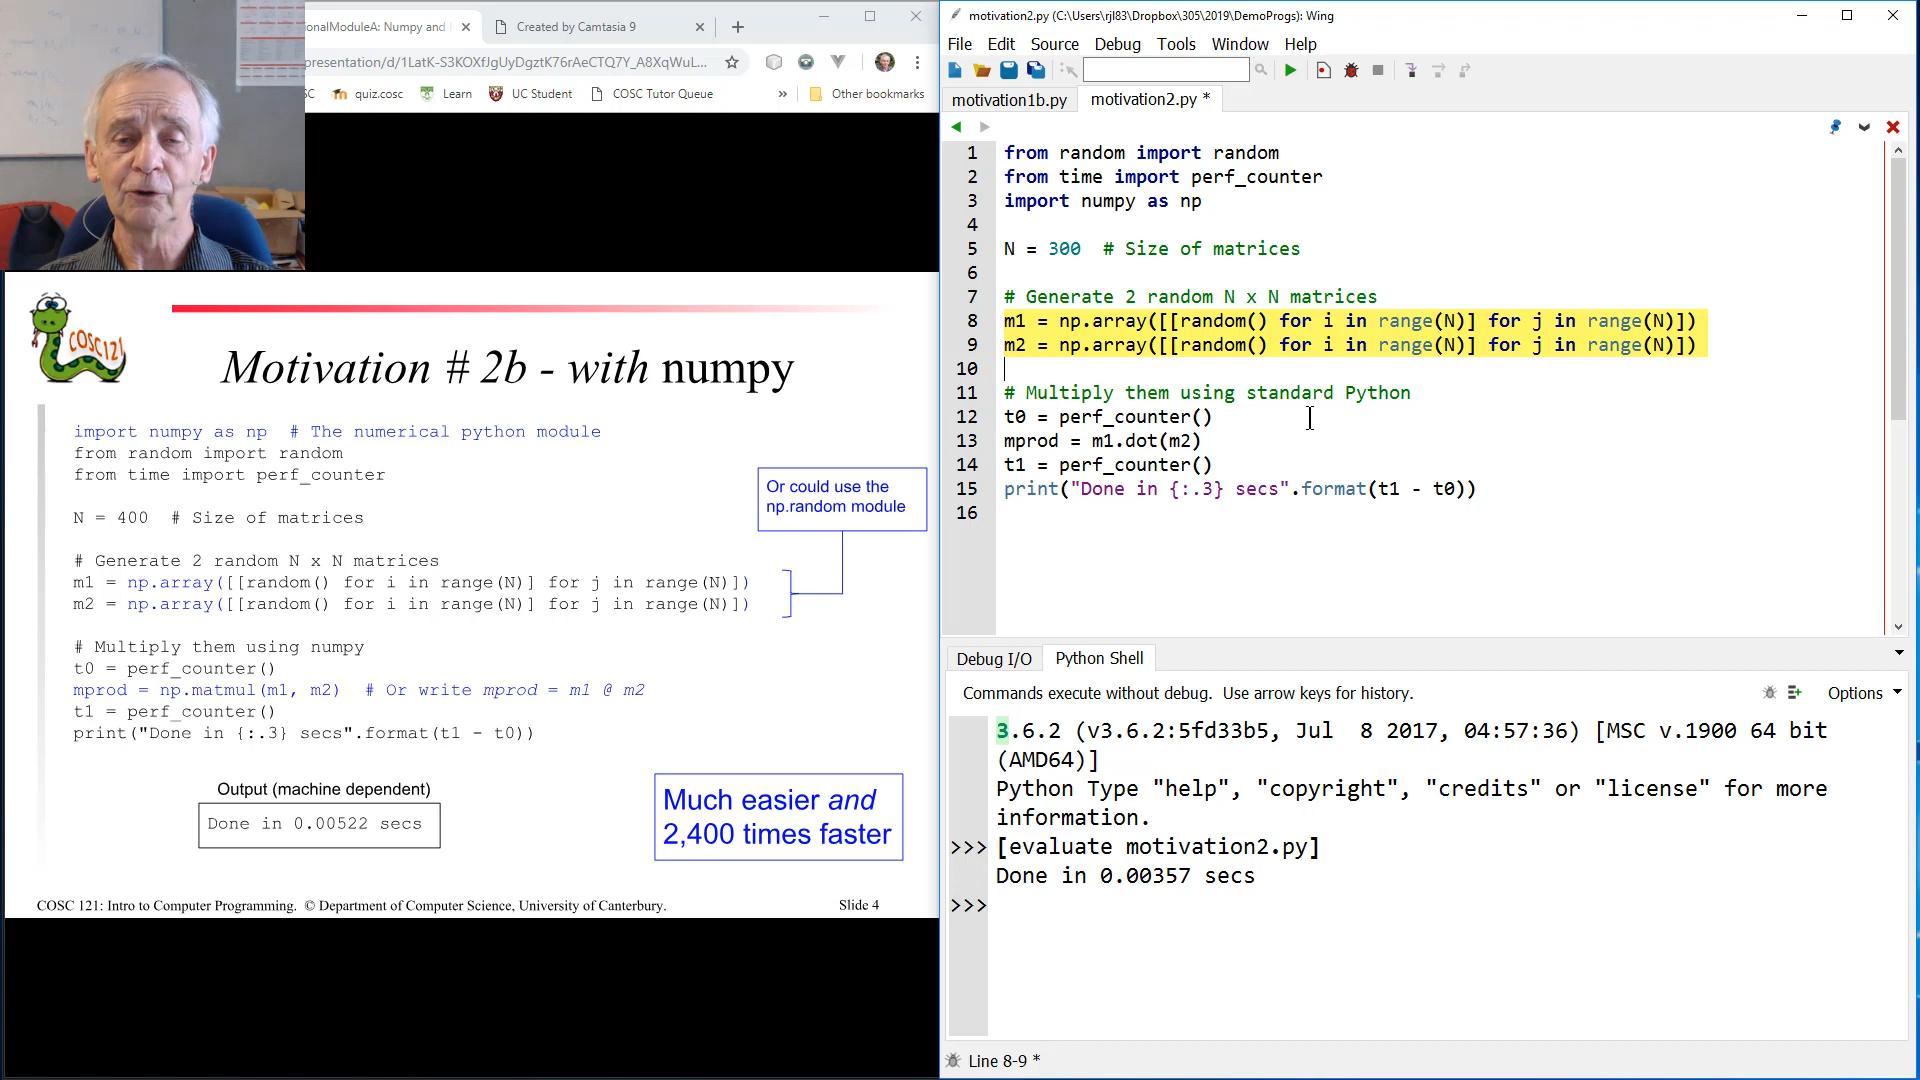 onalModuleA: Numpy and
Created by Camtasia 9
presentation/d/1LatK-S3KOXfJgUyDgztK76rAeCTQ7Y_A8XqWuL...
SC
quiz.cosc
Learn
UC Student
COSC Tutor Queue
»
Other bookmarks
COSC121
Motivation # 2b - with numpy
import numpy as np  # The numerical python module
from random import random
from time import perf_counter
N = 400  # Size of matrices
# Generate 2 random N x N matrices
m1 = np.array([[random() for i in range(N)] for j in range(N)])
m2 = np.array([[random() for i in range(N)] for j in range(N)])
Or could use the
np.random module
# Multiply them using numpy
t0 = perf_counter()
mprod = np.matmul(m1, m2)  # Or write mprod = m1 @ m2
t1 = perf_counter()
print("Done in {:.3} secs".format(t1 - t0))
Output (machine dependent)
Done in 0.00522 secs
Much easier and
2,400 times faster
COSC 121: Intro to Computer Programming. © Department of Computer Science, University of Canterbury.
Slide 4
motivation2.py (C:\Users\rjl83\Dropbox\305\2019\DemoProgs): Wing
File Edit Source Debug Tools Window Help
motivation1b.py
motivation2.py *
1 from random import random
2 from time import perf_counter
3 import numpy as np
4
5 N = 300  # Size of matrices
6
7 # Generate 2 random N x N matrices
8 m1 = np.array([[random() for i in range(N)] for j in range(N)])
9 m2 = np.array([[random() for i in range(N)] for j in range(N)])
10
11 # Multiply them using standard Python
12 t0 = perf_counter()
13 mprod = m1.dot(m2)
14 t1 = perf_counter()
15 print("Done in {:.3} secs".format(t1 - t0))
16
Debug I/O
Python Shell
Commands execute without debug.  Use arrow keys for history.
Options
3.6.2 (v3.6.2:5fd33b5, Jul  8 2017, 04:57:36) [MSC v.1900 64 bit
(AMD64)]
Python Type "help", "copyright", "credits" or "license" for more
information.
>>> [evaluate motivation2.py]
Done in 0.00357 secs
>>>
Line 8-9 *